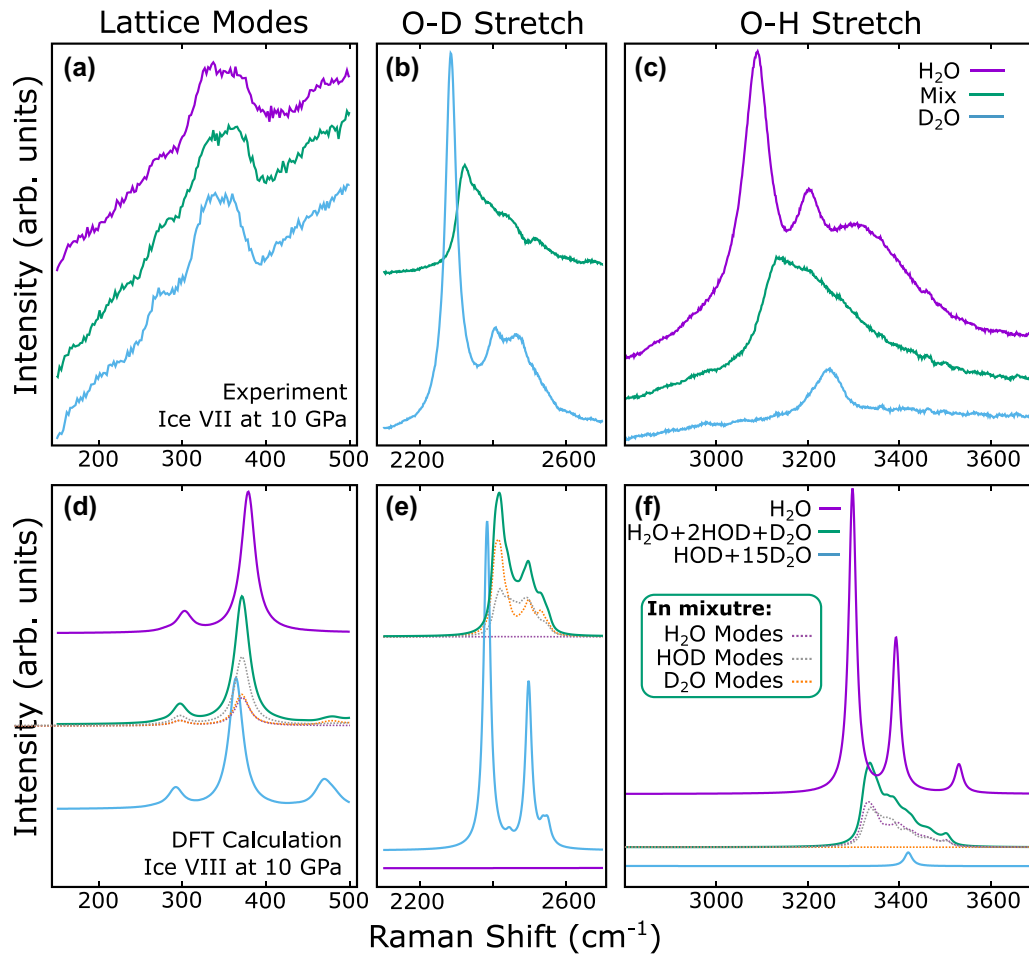 Lattice Modes
O-D Stretch
O-H Stretch
Intensity (arb. units)
(a)
Experiment
Ice VII at 10 GPa
200 300 400 500
(b)
2200 2400 2600
(c)
H₂O
Mix
D₂O
3000 3200 3400 3600
Intensity (arb. units)
(d)
DFT Calculation
Ice VIII at 10 GPa
200 300 400 500
(e)
2200 2400 2600
(f)
H₂O
H₂O+2HOD+D₂O
HOD+15D₂O
In mixutre:
H₂O Modes
HOD Modes
D₂O Modes
3000 3200 3400 3600
Raman Shift (cm⁻¹)